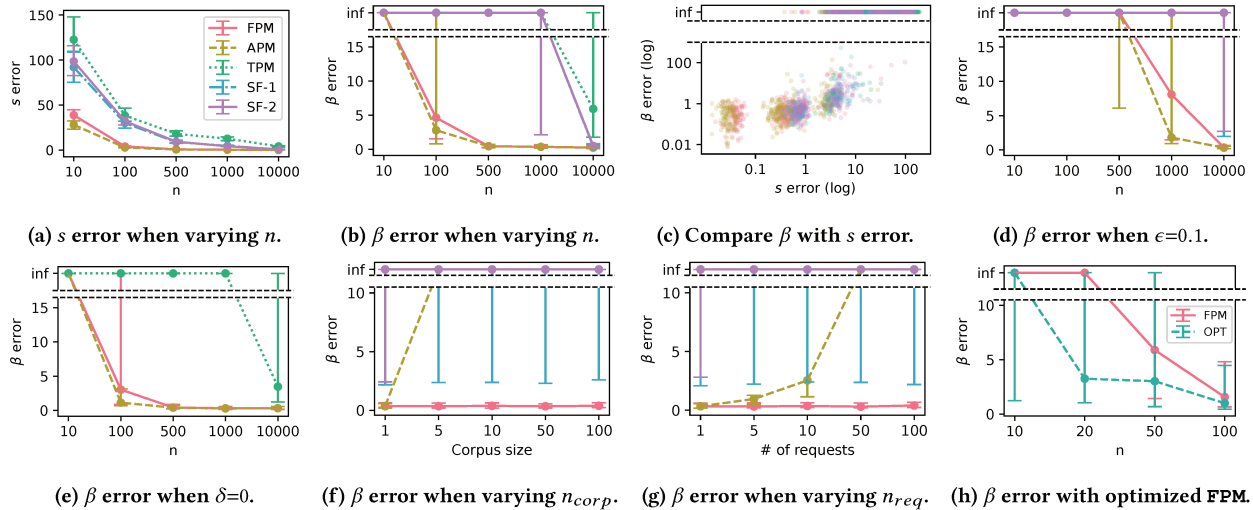 150
100
50
0
s error
10
100
500
1000
10000
n
FPM
APM
TPM
SF-1
SF-2
(a) s error when varying n.
inf
15
10
5
0
β error
10
100
500
1000
10000
n
(b) β error when varying n.
inf
100
1
0.01
β error (log)
0.1
1
10
100
s error (log)
(c) Compare β with s error.
inf
15
10
5
0
β error
10
100
500
1000
10000
n
(d) β error when ϵ=0.1.
inf
15
10
5
0
β error
10
100
500
1000
10000
n
(e) β error when δ=0.
inf
10
5
0
β error
1
5
10
50
100
Corpus size
(f) β error when varying n_corp.
inf
10
5
0
β error
1
5
10
50
100
# of requests
(g) β error when varying n_req.
inf
10
5
0
β error
10
20
50
100
n
FPM
OPT
(h) β error with optimized FPM.